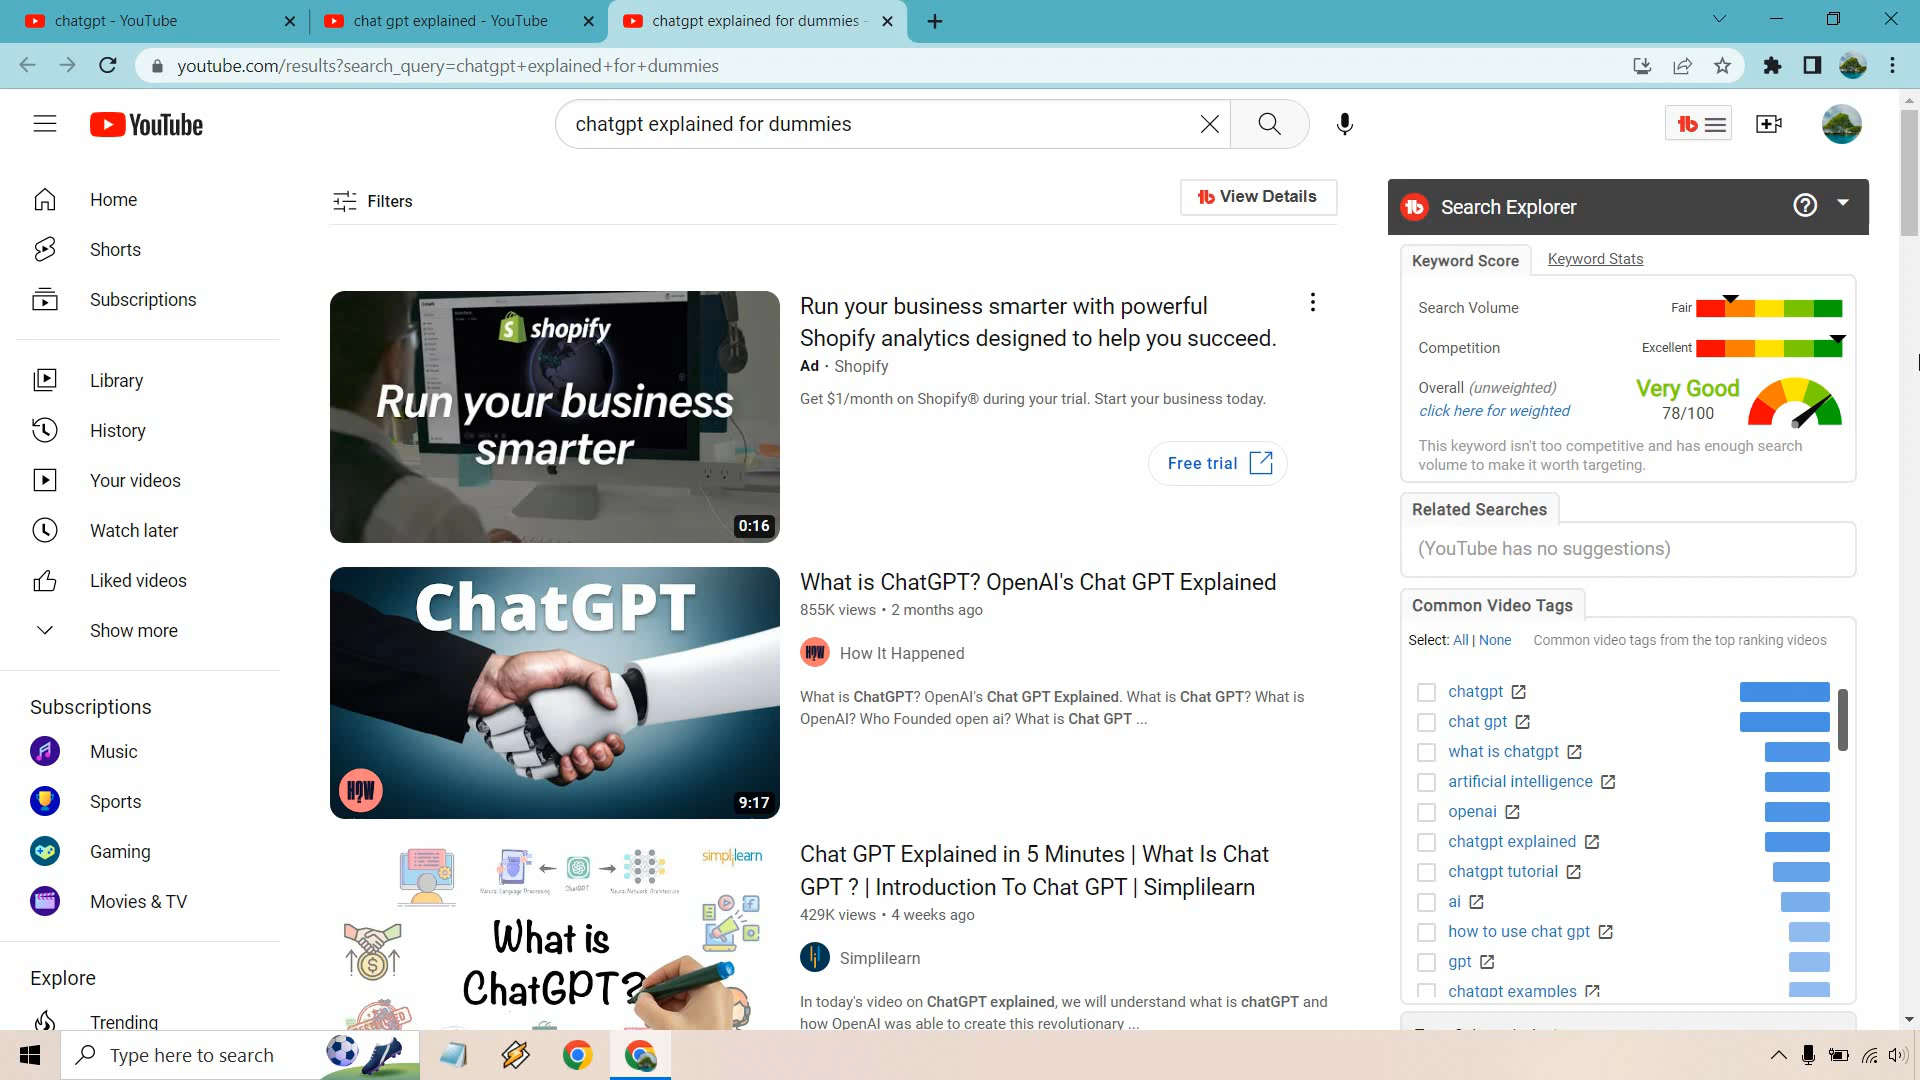 chatgpt - YouTube
chat gpt explained - YouTube
chatgpt explained for dummies -
youtube.com/results?search_query=chatgpt+explained+for+dummies
YouTube
chatgpt explained for dummies
Home
Shorts
Subscriptions
Library
History
Your videos
Watch later
Liked videos
Show more
Subscriptions
Music
Sports
Gaming
Movies & TV
Explore
Trending
Filters
View Details
shopify
Run your business
smarter
0:16
Run your business smarter with powerful
Shopify analytics designed to help you succeed.
Ad · Shopify
Get $1/month on Shopify® during your trial. Start your business today.
Free trial
ChatGPT
HOW
9:17
What is ChatGPT? OpenAI's Chat GPT Explained
855K views • 2 months ago
HOW
How It Happened
What is ChatGPT? OpenAI's Chat GPT Explained. What is Chat GPT? What is
OpenAI? Who Founded open ai? What is Chat GPT ...
simplilearn
Natural Language Processing
ChatGPT
Neural Network Architecture
What is
ChatGPT?
Chat GPT Explained in 5 Minutes | What Is Chat
GPT ? | Introduction To Chat GPT | Simplilearn
429K views • 4 weeks ago
Simplilearn
In today's video on ChatGPT explained, we will understand what is chatGPT and
how OpenAI was able to create this revolutionary ...
Search Explorer
Keyword Score
Keyword Stats
Search Volume
Fair
Competition
Excellent
Overall (unweighted)
click here for weighted
Very Good
78/100
This keyword isn't too competitive and has enough search
volume to make it worth targeting.
Related Searches
(YouTube has no suggestions)
Common Video Tags
Select: All | None
Common video tags from the top ranking videos
chatgpt
chat gpt
what is chatgpt
artificial intelligence
openai
chatgpt explained
chatgpt tutorial
ai
how to use chat gpt
gpt
chatgpt examples
Type here to search